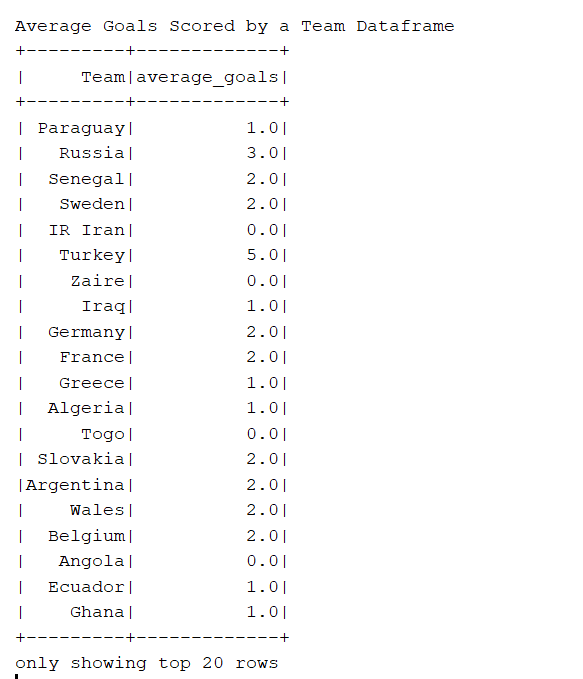 Average Goals Scored by a Team Dataframe
+---------+-------------+
|     Team|average_goals|
+---------+-------------+
| Paraguay|          1.0|
|   Russia|          3.0|
|  Senegal|          2.0|
|   Sweden|          2.0|
|  IR Iran|          0.0|
|   Turkey|          5.0|
|    Zaire|          0.0|
|     Iraq|          1.0|
|  Germany|          2.0|
|   France|          2.0|
|   Greece|          1.0|
|  Algeria|          1.0|
|     Togo|          0.0|
| Slovakia|          2.0|
|Argentina|          2.0|
|    Wales|          2.0|
|  Belgium|          2.0|
|   Angola|          0.0|
|  Ecuador|          1.0|
|    Ghana|          1.0|
+---------+-------------+
only showing top 20 rows